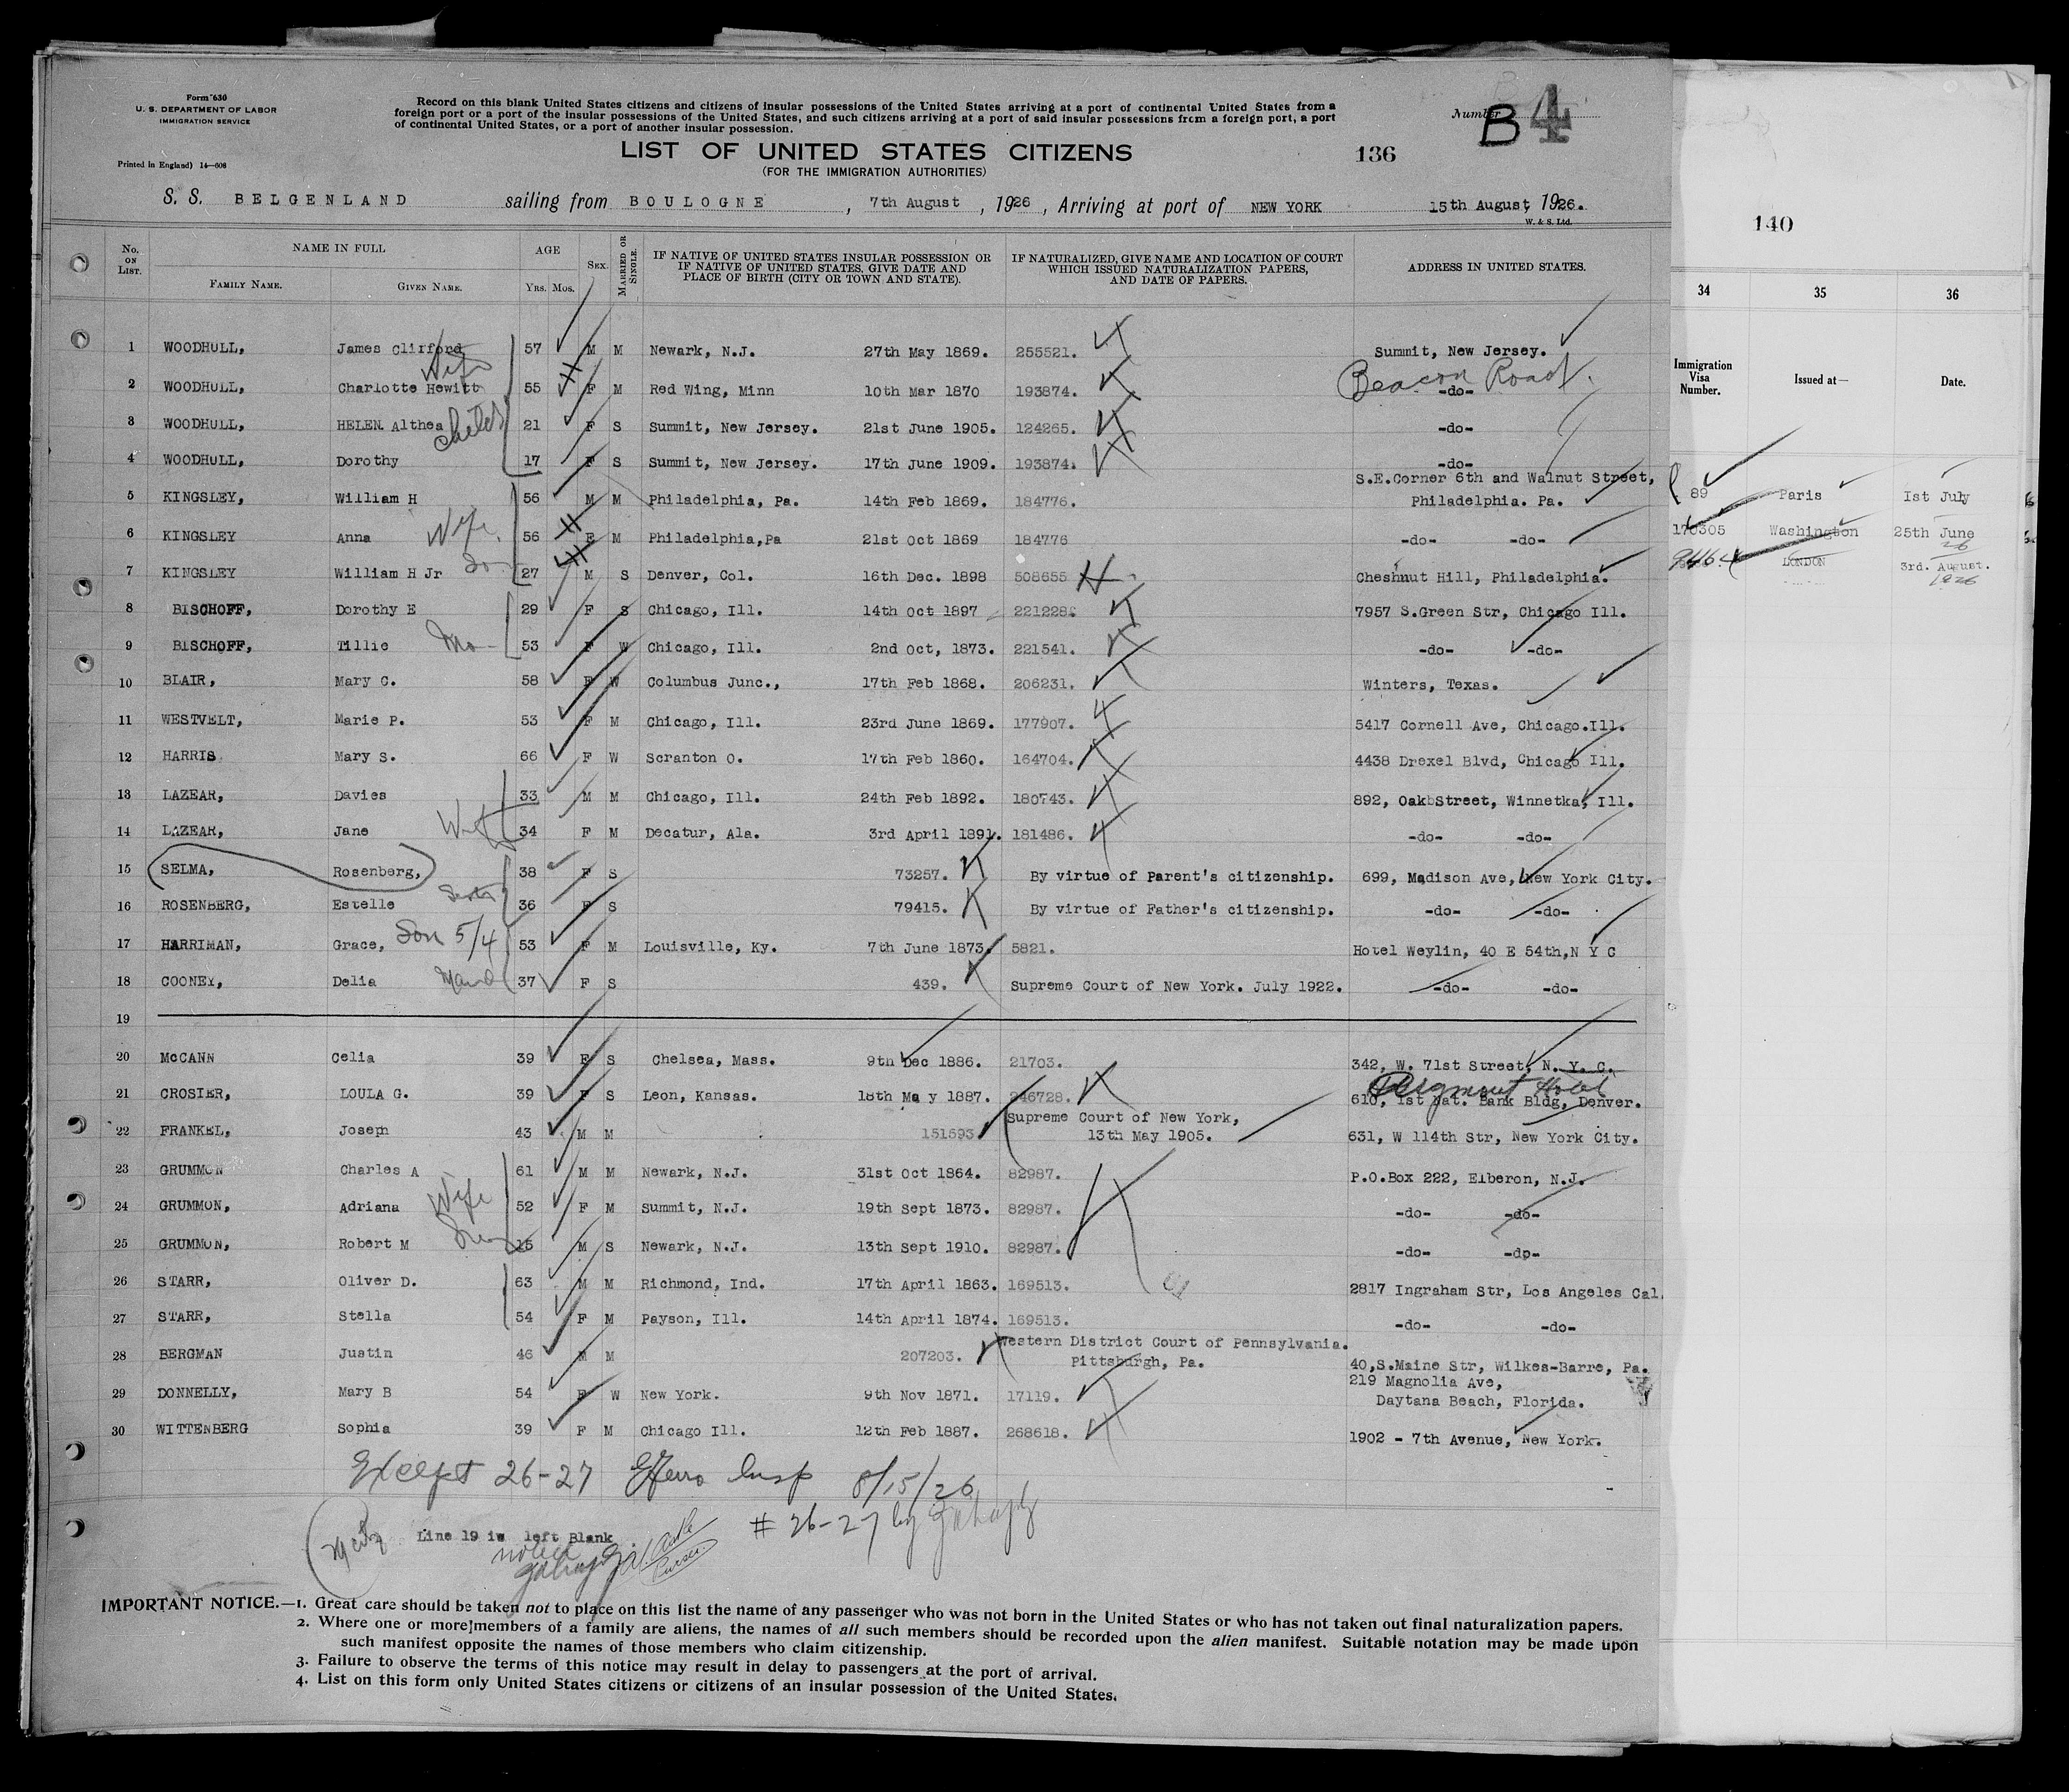 Form 630
U. S. DEPARTMENT OF LABOR
IMMIGRATION SERVICE
Printed in England) 14—608
Record on this blank United States citizens and citizens of insular possessions of the United States arriving at a port of continental United States from a
foreign port or a port of the insular possessions of the United States, and such citizens arriving at a port of said insular possessions from a foreign port, a port
of continental United States, or a port of another insular possession.
Number B 4
LIST OF UNITED STATES CITIZENS
136
(FOR THE IMMIGRATION AUTHORITIES)
S. S. BELGENLAND sailing from BOULOGNE, 7th August, 1926, Arriving at port of NEW YORK 15th August, 1926.
W. & S. Ltd.
140
No. ON LIST. NAME IN FULL FAMILY NAME. GIVEN NAME. AGE YRS. MOS. SEX. MARRIED OR SINGLE. IF NATIVE OF UNITED STATES INSULAR POSSESSION OR IF NATIVE OF UNITED STATES, GIVE DATE AND PLACE OF BIRTH (CITY OR TOWN AND STATE). IF NATURALIZED, GIVE NAME AND LOCATION OF COURT WHICH ISSUED NATURALIZATION PAPERS, AND DATE OF PAPERS. ADDRESS IN UNITED STATES.
34 35 36
Immigration Visa Number. Issued at— Date.
1 WOODHULL, James Clifford 57 M M Newark, N.J. 27th May 1869. 255521. Summit, New Jersey.
Wife Beacon Road.
2 WOODHULL, Charlotte Hewitt 55 F M Red Wing, Minn 10th Mar 1870 193874. -do-
3 WOODHULL, HELEN Althea Child 21 F S Summit, New Jersey. 21st June 1905. 124265. -do-
4 WOODHULL, Dorothy 17 F S Summit, New Jersey. 17th June 1909. 193874. -do-
5 KINGSLEY, William H 56 M M Philadelphia, Pa. 14th Feb 1869. 184776. S.E.Corner 6th and Walnut Street, Philadelphia. Pa.
89 Paris 1st July
6 KINGSLEY Anna Wife. 56 F M Philadelphia,Pa 21st Oct 1869 184776 -do- -do-
170305 Washington 25th June 26
7 KINGSLEY William H Jr Son 27 M S Denver, Col. 16th Dec. 1898 508655 Cheshnut Hill, Philadelphia.
946 LONDON 3rd. August. 1926
8 BISCHOFF, Dorothy E 29 F S Chicago, Ill. 14th Oct 1897 221228. 7957 S.Green Str, Chicago Ill.
9 BISCHOFF, Tillie Mo- 53 F W Chicago, Ill. 2nd Oct, 1873. 221541. -do- -do-
10 BLAIR, Mary C. 58 F W Columbus Junc., 17th Feb 1868. 206231. Winters, Texas.
11 WESTVELT, Marie P. 53 F M Chicago, Ill. 23rd June 1869. 177907. 5417 Cornell Ave, Chicago.Ill.
12 HARRIS Mary S. 66 F W Scranton O. 17th Feb 1860. 164704. 4438 Drexel Blvd, Chicago Ill.
13 LAZEAR, Davies 33 M M Chicago, Ill. 24th Feb 1892. 180743. 892, Oak Street, Winnetka, Ill.
14 LAZEAR, Jane Wife 34 F M Decatur, Ala. 3rd April 1891. 181486. -do- -do-
15 SELMA, Rosenberg, 38 F S 73257. By virtue of Parent's citizenship. 699, Madison Ave, New York City.
16 ROSENBERG, Estelle Sister 36 F S 79415. By virtue of Father's citizenship. -do- -do-
17 HARRIMAN, Grace, Son 5/4 53 F M Louisville, Ky. 7th June 1873. 5821. Hotel Weylin, 40 E 54th,N Y C
18 COONEY, Delia Maid 37 F S 439. Supreme Court of New York. July 1922. -do- -do-
19
20 McCANN Celia 39 F S Chelsea, Mass. 9th Dec 1886. 21703. 342, W. 71st Street, N. Y. C.
Hotel
21 CROSIER, LOULA G. 39 F S Leon, Kansas. 18th Ma y 1887. 246728. 610, 1st Nat. Bank Bldg, Denver.
22 FRANKEL, Joseph 43 M M 151593 Supreme Court of New York, 13th May 1905. 631, W 114th Str, New York City.
23 GRUMMON Charles A 61 M M Newark, N.J. 31st Oct 1864. 82987. P.O.Box 222, Elberon, N.J.
24 GRUMMON, Adriana Wife 52 F M Summit, N.J. 19th Sept 1873. 82987. -do- -do-
25 GRUMMON, Robert M Son 15 M S Newark, N.J. 13th Sept 1910. 82987. -do- -do-
26 STARR, Oliver D. 63 M M Richmond, Ind. 17th April 1863. 169513. 2817 Ingraham Str, Los Angeles Cal.
27 STARR, Stella 54 F M Payson, Ill. 14th April 1874. 169513. -do- -do-
28 BERGMAN Justin 46 M M 207203. Western District Court of Pennsylvania. Pittsburgh, Pa. 40,S.Maine Str, Wilkes-Barre, Pa.
29 DONNELLY, Mary B 54 F W New York. 9th Nov 1871. 17119. 219 Magnolia Ave, Daytana Beach, Florida.
30 WITTENBERG Sophia 39 F M Chicago Ill. 12th Feb 1887. 268618. 1902 - 7th Avenue, New York.
Except 26-27 Insp 8/15/26
# 26-27 by
Line 19 is left Blank
noted
Purser.
IMPORTANT NOTICE.—1. Great care should be taken not to place on this list the name of any passenger who was not born in the United States or who has not taken out final naturalization papers.
2. Where one or more members of a family are aliens, the names of all such members should be recorded upon the alien manifest. Suitable notation may be made upon
such manifest opposite the names of those members who claim citizenship.
3. Failure to observe the terms of this notice may result in delay to passengers at the port of arrival.
4. List on this form only United States citizens or citizens of an insular possession of the United States.